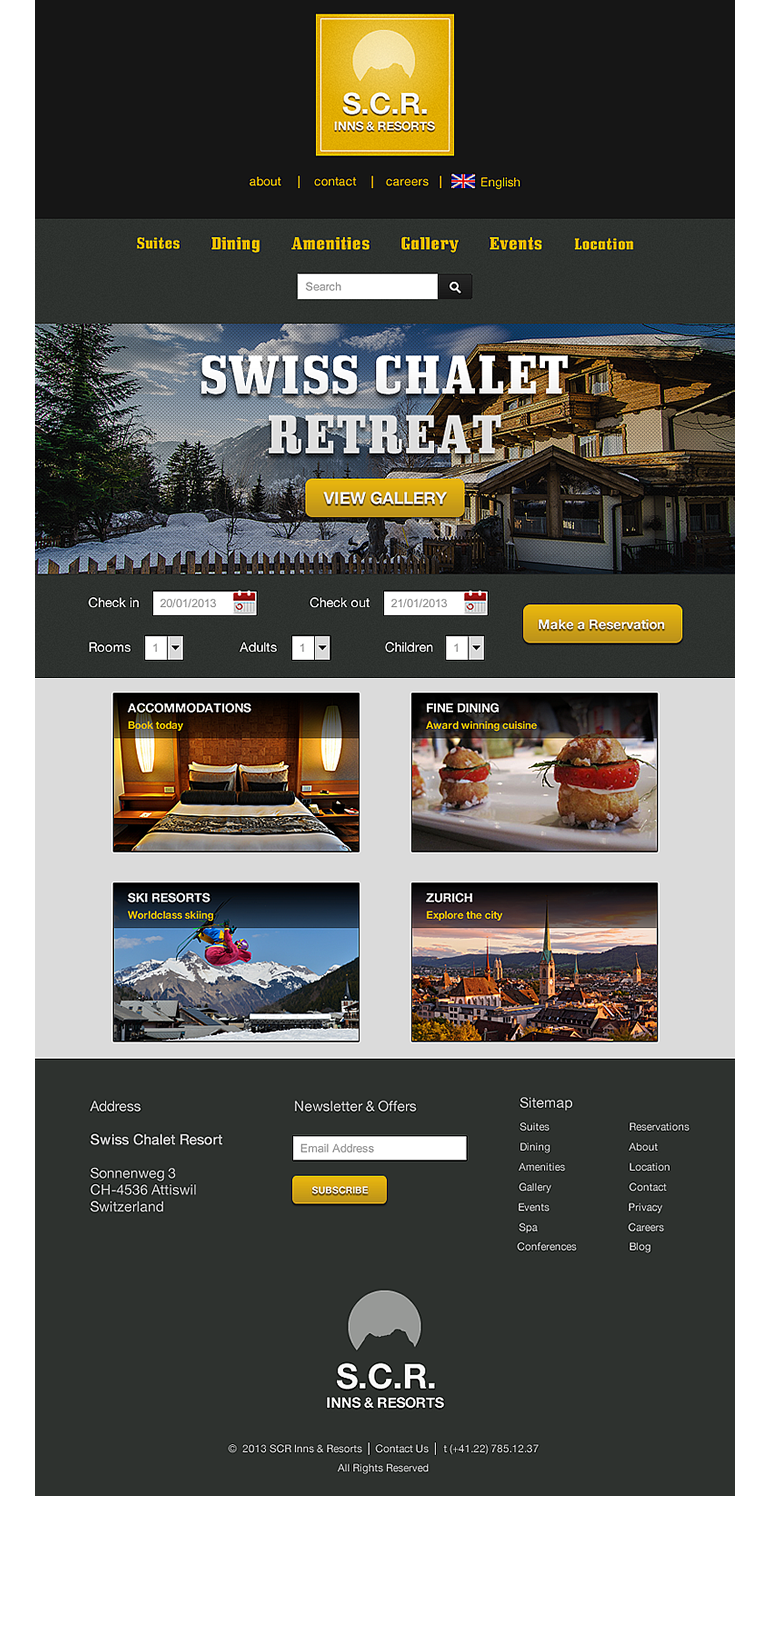 S.C.R.
INNS & RESORTS
about | contact | careers | English
Suites Dining Amenities Gallery Events Location
Search
SWISS CHALET
RETREAT
VIEW GALLERY
Check in 20/01/2013 Check out 21/01/2013
Make a Reservation
Rooms 1 Adults 1 Children 1
ACCOMMODATIONS
Book today
FINE DINING
Award winning cuisine
SKI RESORTS
Worldclass skiing
ZURICH
Explore the city
Address
Swiss Chalet Resort
Sonnenweg 3
CH-4536 Attiswil
Switzerland
Newsletter & Offers
Email Address
SUBSCRIBE
Sitemap
Suites Reservations
Dining About
Amenities Location
Gallery Contact
Events Privacy
Spa Careers
Conferences Blog
S.C.R.
INNS & RESORTS
© 2013 SCR Inns & Resorts | Contact Us | t (+41.22) 785.12.37
All Rights Reserved